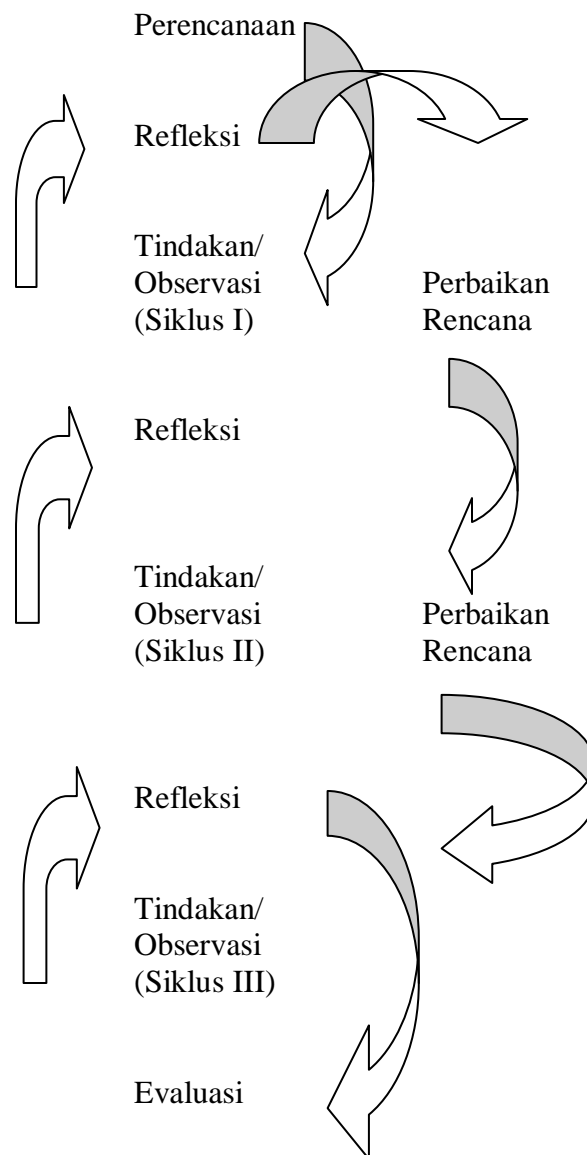 Perencanaan
Refleksi
Tindakan/
Observasi
(Siklus I)
Perbaikan
Rencana
Refleksi
Tindakan/
Observasi
(Siklus II)
Perbaikan
Rencana
Refleksi
Tindakan/
Observasi
(Siklus III)
Evaluasi